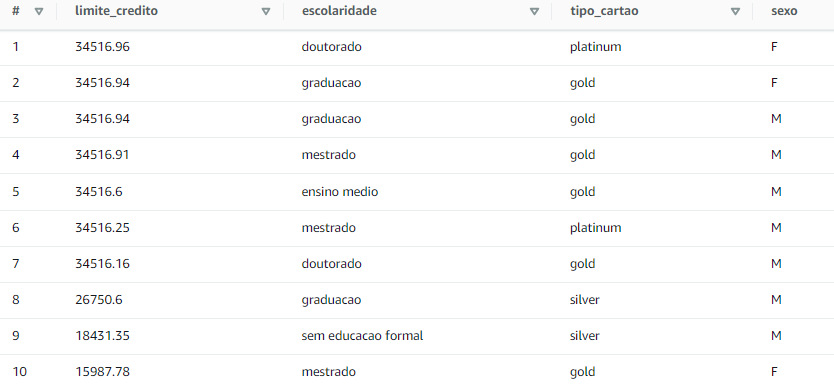 # limite_credito escolaridade tipo_cartao sexo
1 34516.96 doutorado platinum F
2 34516.94 graduacao gold F
3 34516.94 graduacao gold M
4 34516.91 mestrado gold M
5 34516.6 ensino medio gold M
6 34516.25 mestrado platinum M
7 34516.16 doutorado gold M
8 26750.6 graduacao silver M
9 18431.35 sem educacao formal silver M
10 15987.78 mestrado gold F